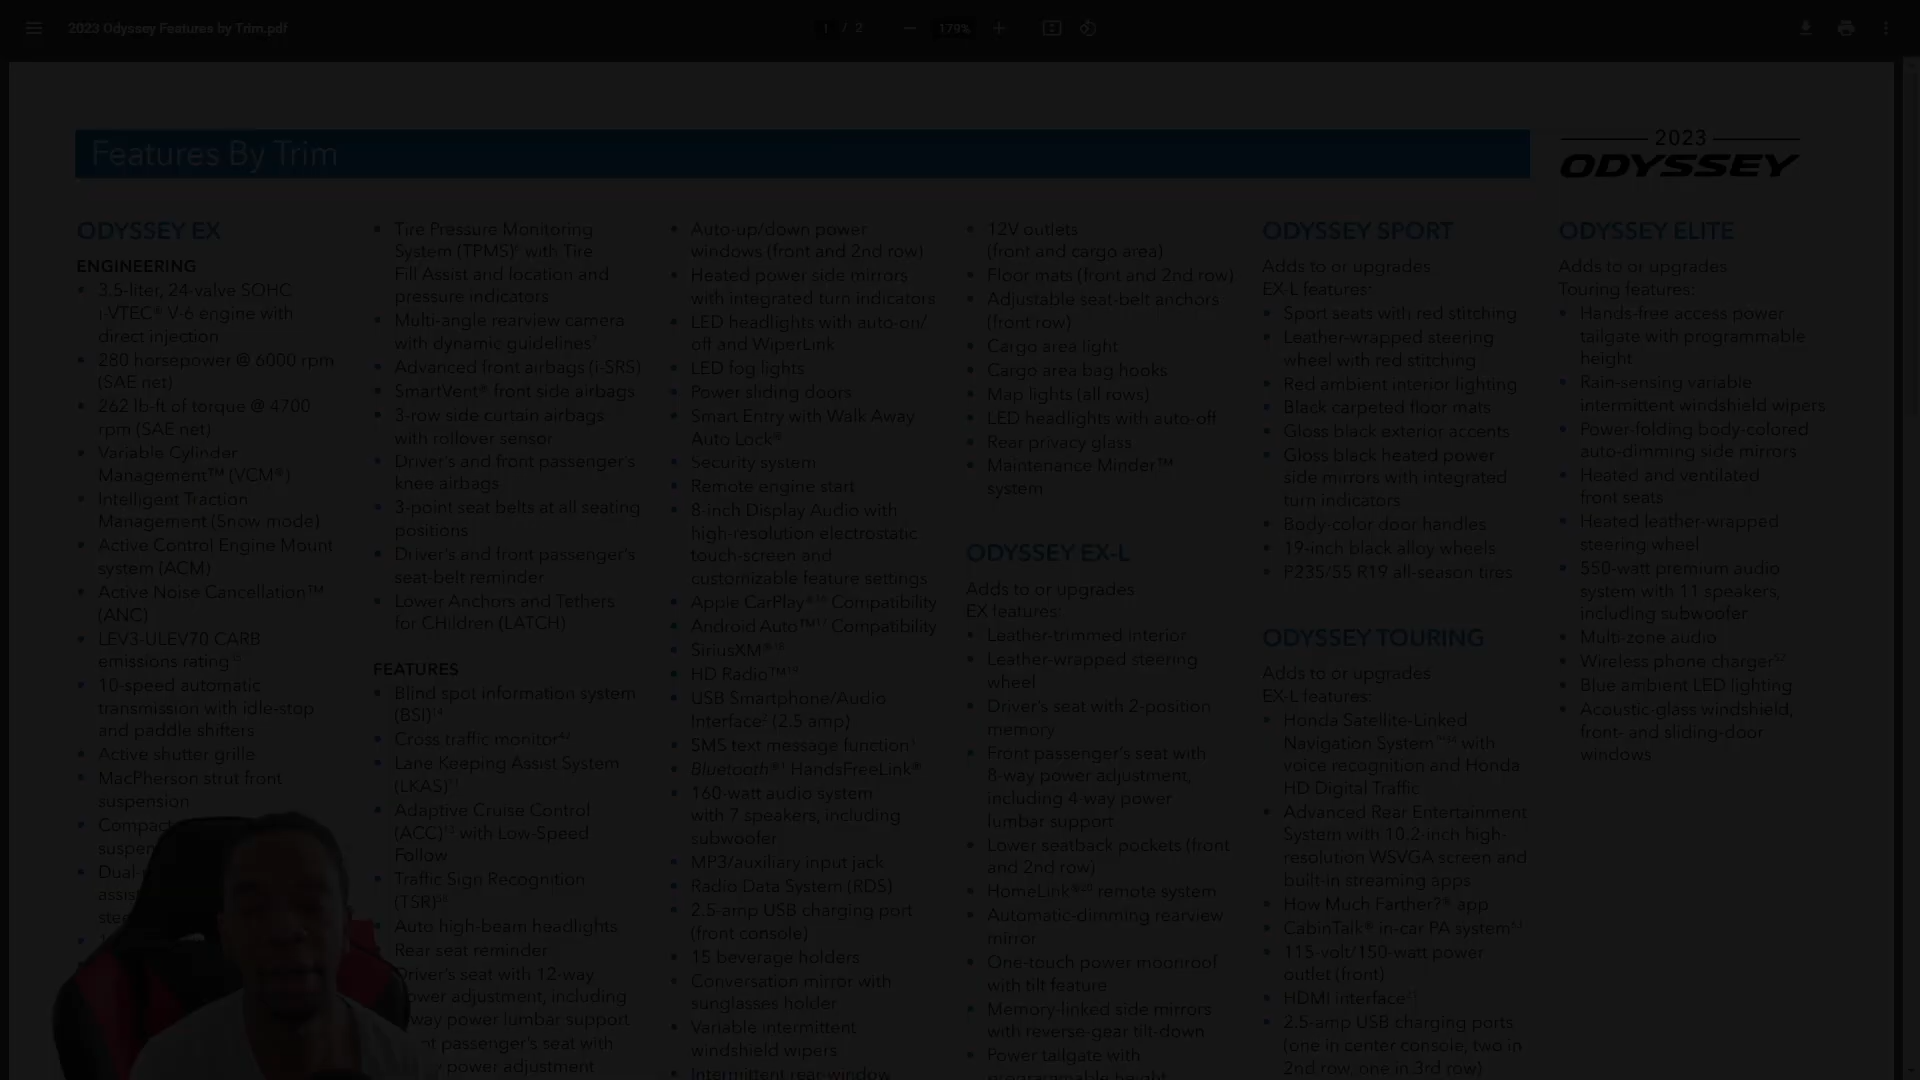 2023 Odyssey Features by Trim.pdf
1 / 2
179%
Features By Trim
2023
ODYSSEY
ODYSSEY EX
ENGINEERING
• 3.5-liter, 24-valve SOHC
i-VTEC® V-6 engine with
direct injection
• 280 horsepower @ 6000 rpm
(SAE net)
• 262 lb-ft of torque @ 4700
rpm (SAE net)
• Variable Cylinder
Management™ (VCM®)
• Intelligent Traction
Management (Snow mode)
• Active Control Engine Mount
system (ACM)
• Active Noise Cancellation™
(ANC)
• LEV3-ULEV70 CARB
emissions rating
• 10-speed automatic
transmission with idle-stop
and paddle shifters
• Active shutter grille
• MacPherson strut front
suspension
• Compact
suspen
• Dual-
assist
stee
• Tire Pressure Monitoring
System (TPMS) with Tire
Fill Assist and location and
pressure indicators
• Multi-angle rearview camera
with dynamic guidelines
• Advanced front airbags (i-SRS)
• SmartVent® front side airbags
• 3-row side curtain airbags
with rollover sensor
• Driver's and front passenger's
knee airbags
• 3-point seat belts at all seating
positions
• Driver's and front passenger's
seat-belt reminder
• Lower Anchors and Tethers
for CHildren (LATCH)
FEATURES
• Blind spot information system
(BSI)¹⁴
• Cross traffic monitor
• Lane Keeping Assist System
(LKAS)
• Adaptive Cruise Control
(ACC) with Low-Speed
Follow
• Traffic Sign Recognition
(TSR)
• Auto high-beam headlights
Rear seat reminder
Driver's seat with 12-way
ower adjustment, including
way power lumbar support
t passenger's seat with
power adjustment
• Auto-up/down power
windows (front and 2nd row)
• Heated power side mirrors
with integrated turn indicators
• LED headlights with auto-on/
off and WiperLink
• LED fog lights
• Power sliding doors
• Smart Entry with Walk Away
Auto Lock®
• Security system
• Remote engine start
• 8-inch Display Audio with
high-resolution electrostatic
touch-screen and
customizable feature settings
• Apple CarPlay®¹⁶ Compatibility
• Android Auto™¹⁷ Compatibility
• SiriusXM®¹⁸
• HD Radio™¹⁹
• USB Smartphone/Audio
Interface² (2.5 amp)
• SMS text message function
• Bluetooth® HandsFreeLink®
• 160-watt audio system
with 7 speakers, including
subwoofer
• MP3/auxiliary input jack
• Radio Data System (RDS)
• 2.5-amp USB charging port
(front console)
• 15 beverage holders
• Conversation mirror with
sunglasses holder
• Variable intermittent
windshield wipers
• Intermittent rear-window
• 12V outlets
(front and cargo area)
• Floor mats (front and 2nd row)
• Adjustable seat-belt anchors
(front row)
• Cargo area light
• Cargo area bag hooks
• Map lights (all rows)
• LED headlights with auto-off
• Rear privacy glass
• Maintenance Minder™
system
ODYSSEY EX-L
Adds to or upgrades
EX features:
• Leather-trimmed interior
• Leather-wrapped steering
wheel
• Driver's seat with 2-position
memory
• Front passenger's seat with
8-way power adjustment,
including 4-way power
lumbar support
• Lower seatback pockets (front
and 2nd row)
• HomeLink®²⁰ remote system
• Automatic-dimming rearview
mirror
• One-touch power moonroof
with tilt feature
• Memory-linked side mirrors
with reverse-gear tilt-down
• Power tailgate with
programmable height
ODYSSEY SPORT
Adds to or upgrades
EX-L features:
• Sport seats with red stitching
• Leather-wrapped steering
wheel with red stitching
• Red ambient interior lighting
• Black carpeted floor mats
• Gloss black exterior accents
• Gloss black heated power
side mirrors with integrated
turn indicators
• Body-color door handles
• 19-inch black alloy wheels
• P235/55 R19 all-season tires
ODYSSEY TOURING
Adds to or upgrades
EX-L features:
• Honda Satellite-Linked
Navigation System™ with
voice recognition and Honda
HD Digital Traffic
• Advanced Rear Entertainment
System with 10.2-inch high-
resolution WSVGA screen and
built-in streaming apps
• How Much Farther?® app
• CabinTalk® in-car PA system
• 115-volt/150-watt power
outlet (front)
• HDMI interface
• 2.5-amp USB charging ports
(one in center console, two in
2nd row, one in 3rd row)
ODYSSEY ELITE
Adds to or upgrades
Touring features:
• Hands-free access power
tailgate with programmable
height
• Rain-sensing variable
intermittent windshield wipers
• Power-folding body-colored
auto-dimming side mirrors
• Heated and ventilated
front seats
• Heated leather-wrapped
steering wheel
• 550-watt premium audio
system with 11 speakers,
including subwoofer
• Multi-zone audio
• Wireless phone charger
• Blue ambient LED lighting
• Acoustic-glass windshield,
front- and sliding-door
windows